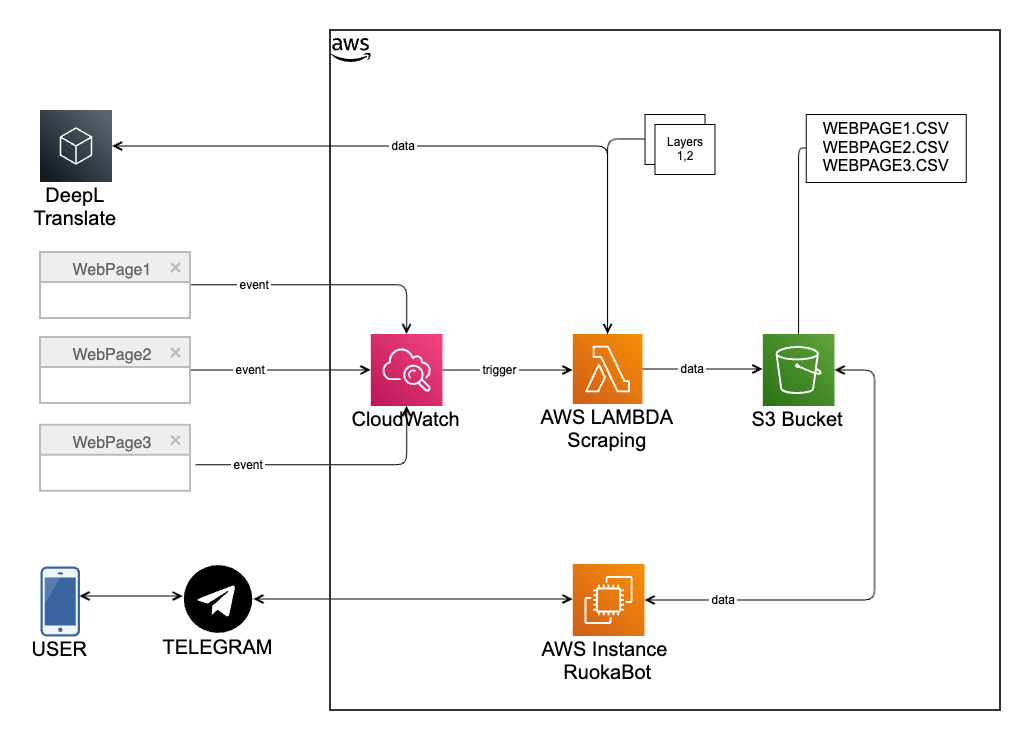 aws
data
Layers
1,2
WEBPAGE1.CSV
WEBPAGE2.CSV
WEBPAGE3.CSV
DeepL
Translate
WebPage1
event
WebPage2
event
trigger
data
CloudWatch
AWS LAMBDA
Scraping
S3 Bucket
WebPage3
event
data
USER
TELEGRAM
AWS Instance
RuokaBot